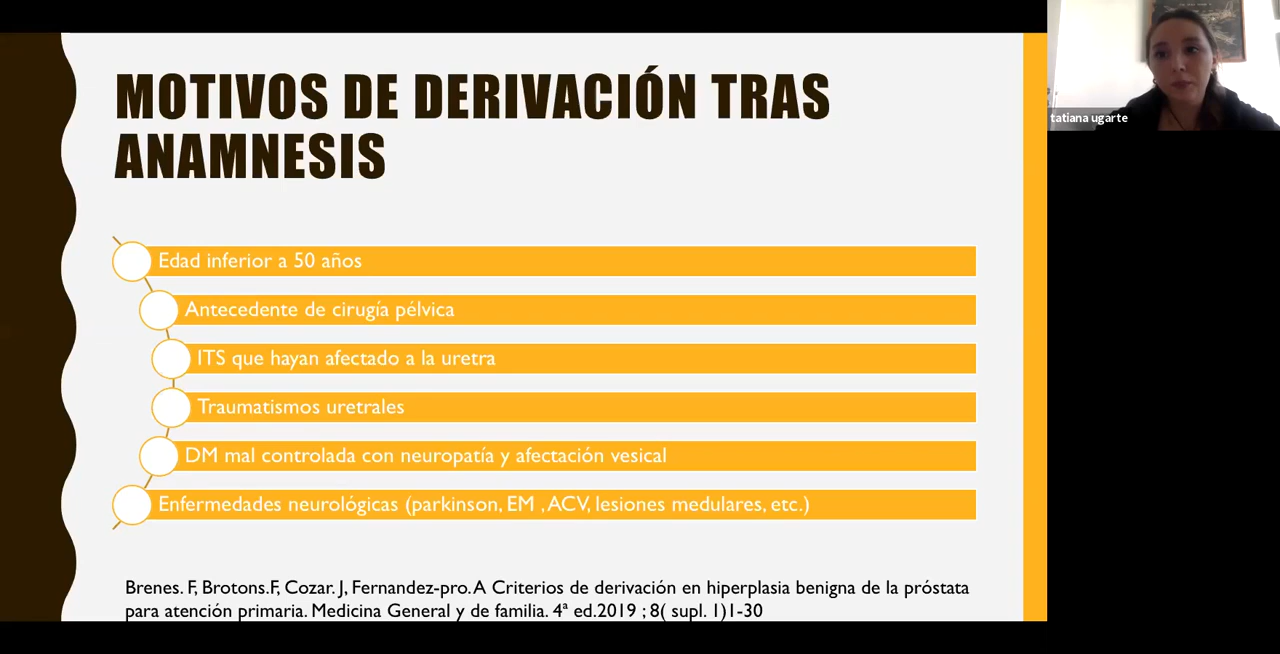 MOTIVOS DE DERIVACIÓN TRAS
ANAMNESIS
tatiana ugarte
Edad inferior a 50 años
Antecedente de cirugía pélvica
ITS que hayan afectado a la uretra
Traumatismos uretrales
DM mal controlada con neuropatía y afectación vesical
Enfermedades neurológicas (parkinson, EM , ACV, lesiones medulares, etc.)
Brenes. F, Brotons.F, Cozar. J, Fernandez-pro. A Criterios de derivación en hiperplasia benigna de la próstata
para atención primaria. Medicina General y de familia. 4ª ed.2019 ; 8( supl. 1)1-30